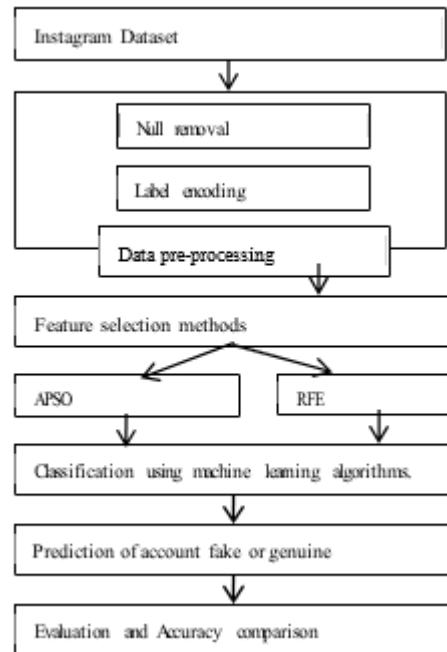 Instagram Dataset
Null removal
Label encoding
Data pre-processing
Feature selection methods
APSO
RFE
Classification using machine learning algorithms.
Prediction of account fake or genuine
Evaluation and Accuracy comparison